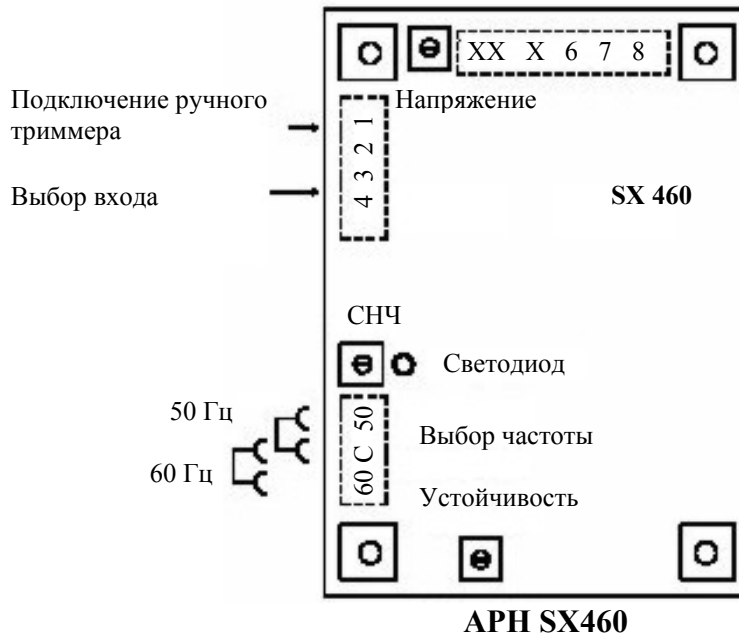 XX X 6 7 8
Подключение ручного
триммера
Напряжение
4 3 2 1
Выбор входа
SX 460
СНЧ
Светодиод
50 Гц
60 Гц
60 C 50
Выбор частоты
Устойчивость
АРН SX460